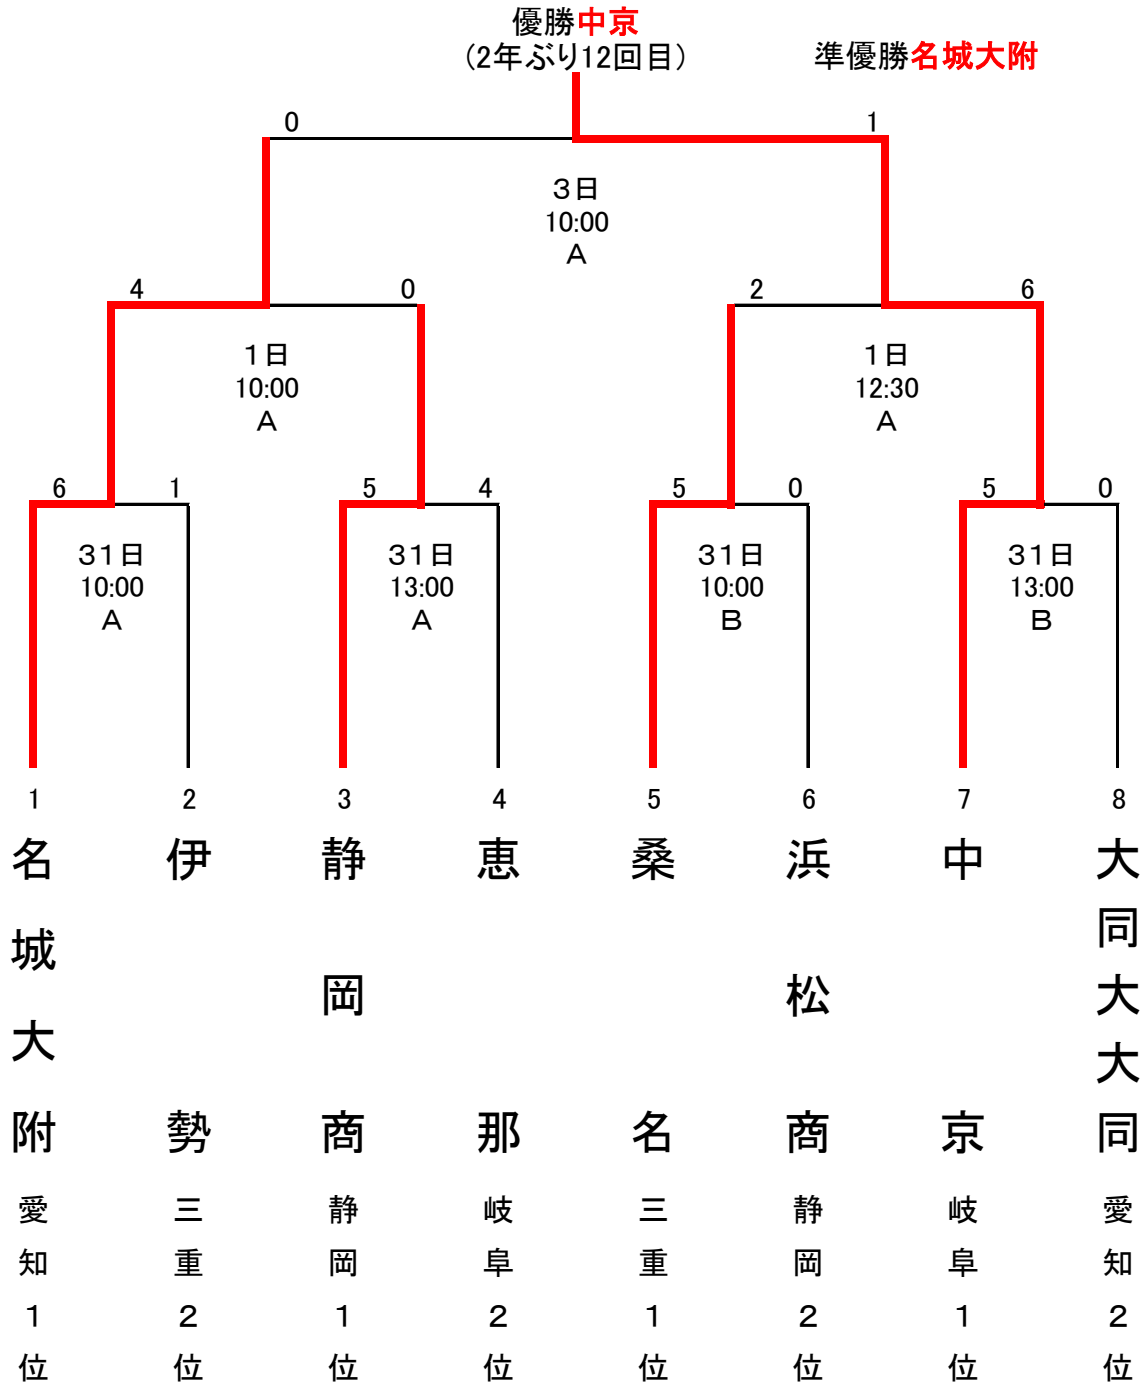 優勝中京
(2年ぶり12回目)
準優勝名城大附
0
1
3日
10:00
A
4
0
2
6
1日
10:00
A
1日
12:30
A
6
1
5
4
5
0
5
0
31日
10:00
A
31日
13:00
A
31日
10:00
B
31日
13:00
B
1
2
3
4
5
6
7
8
名城大附
伊勢
静岡商
恵那
桑名
浜松商
中京
大同大大同
愛知1位
三重2位
静岡1位
岐阜2位
三重1位
静岡2位
岐阜1位
愛知2位